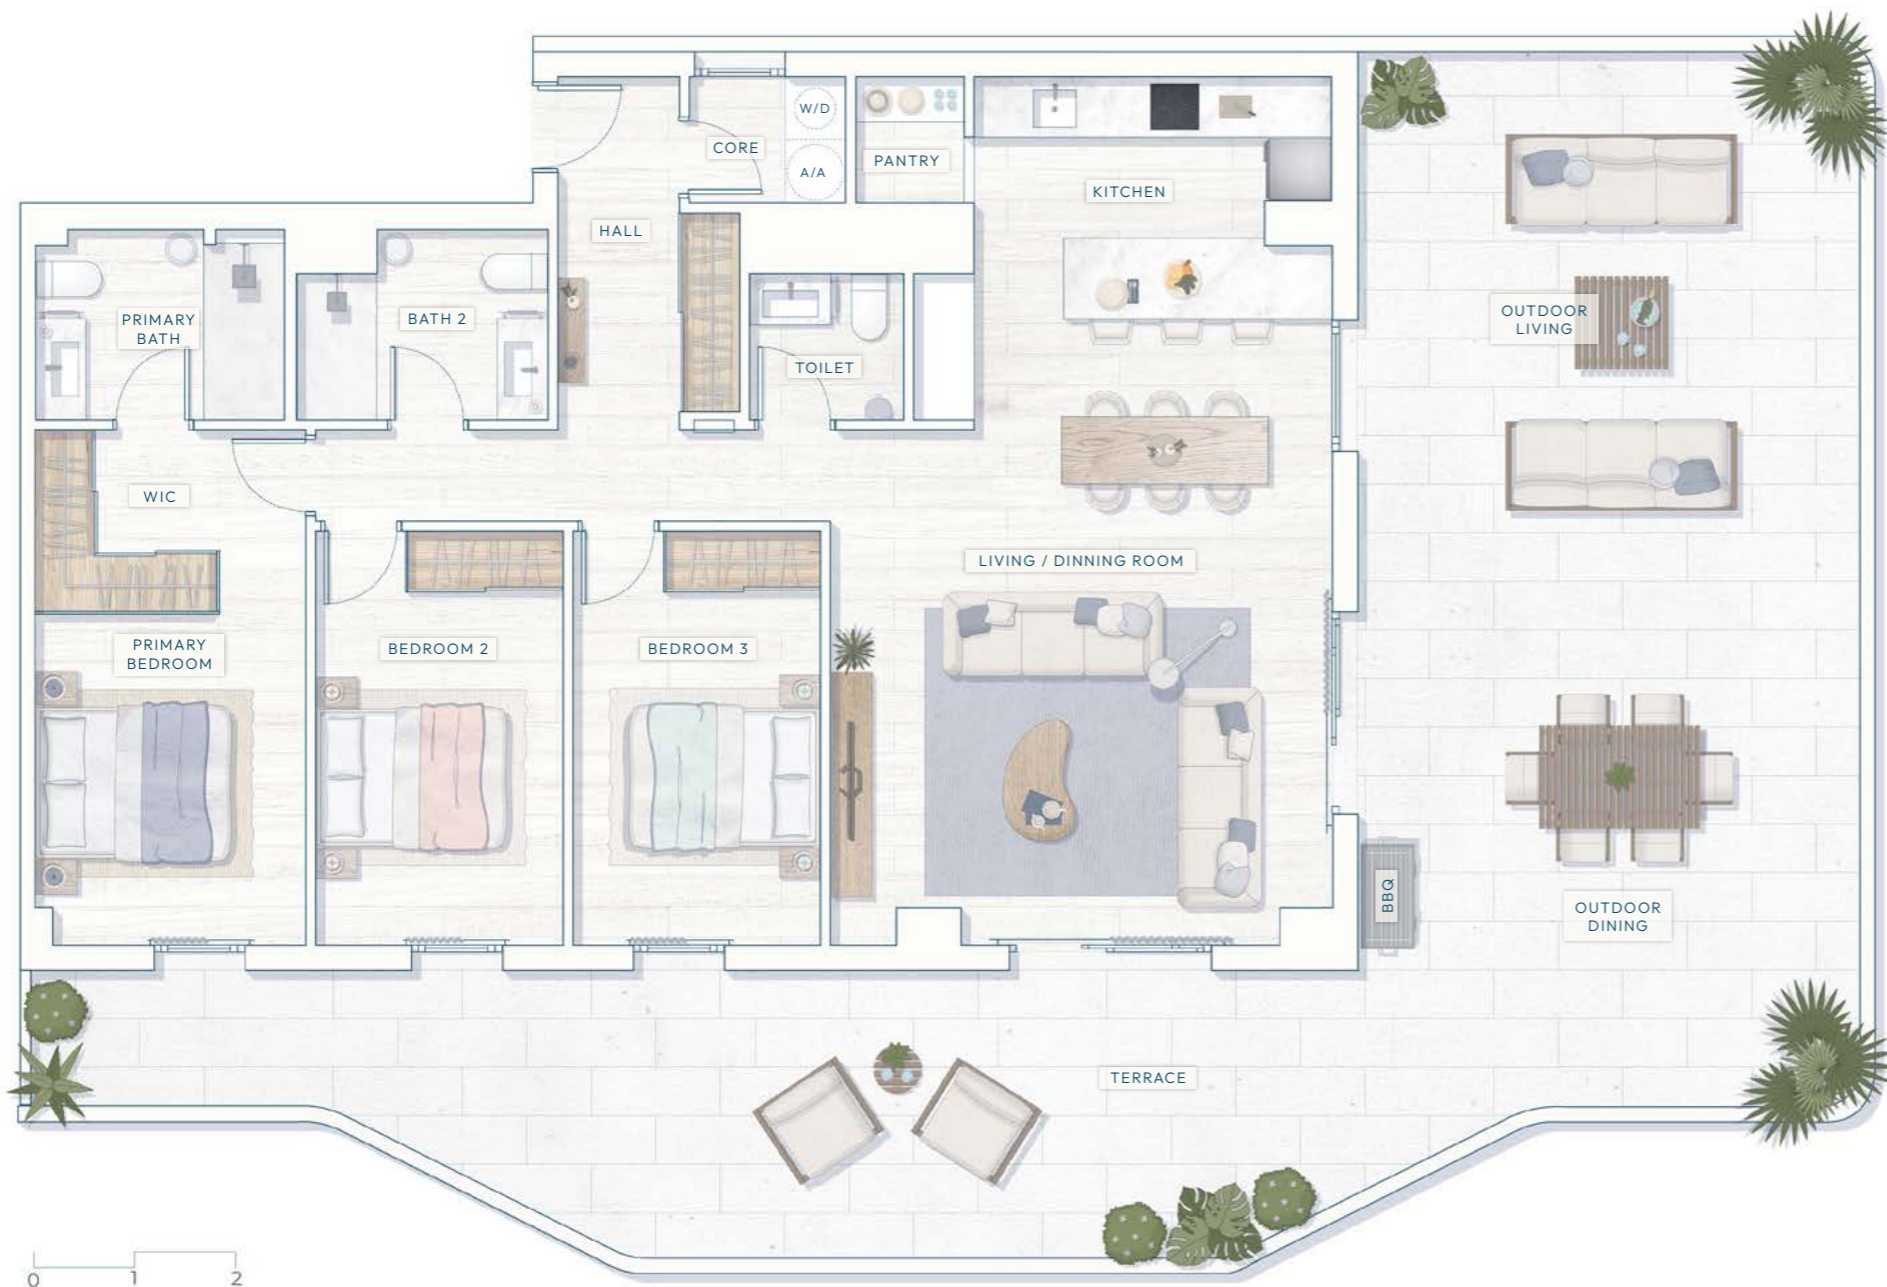 W/D
CORE
PANTRY
A/A
KITCHEN
HALL
PRIMARY
BATH
BATH 2
OUTDOOR
LIVING
TOILET
WIC
LIVING / DINNING ROOM
PRIMARY
BEDROOM
BEDROOM 2
BEDROOM 3
BBQ
OUTDOOR
DINING
TERRACE
0 1 2